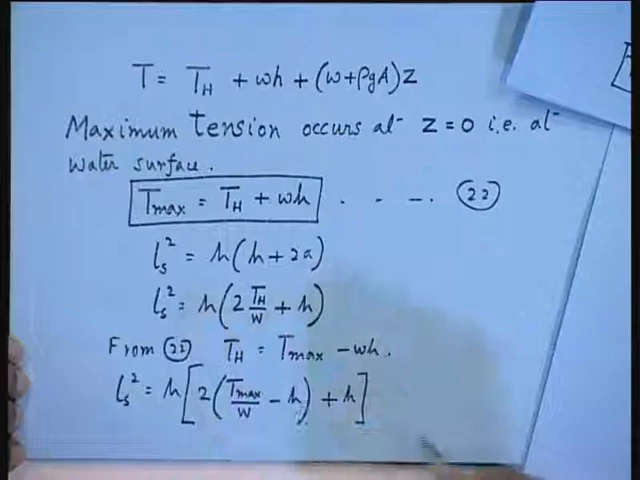 T = T_H + wh + (w+ρgA)z
Maximum tension occurs at z=0 i.e. at
water surface.
T_max = T_H + wh . . - . (22)
l_s^2 = h(h+2a)
l_s^2 = h(2 T_H/w + h)
From (22) T_H = T_max - wh.
l_s^2 = h[2(T_max/w - h) + h]